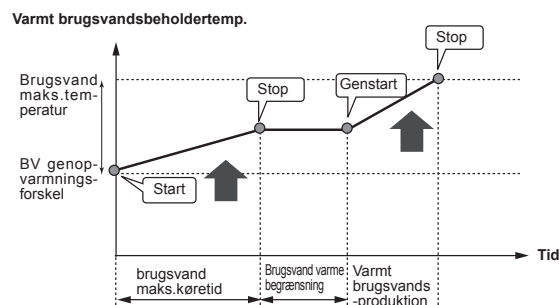 Varmt brugsvandsbeholdertemp.
Stop
Brugsvand
maks.tem-
peratur
Stop
Genstart
BV genop-
varmnings-
forskel
Start
Tid
brugsvand
maks.køretid
Brugsvand varme
begrænsning
Varmt
brugsvands
-produktion